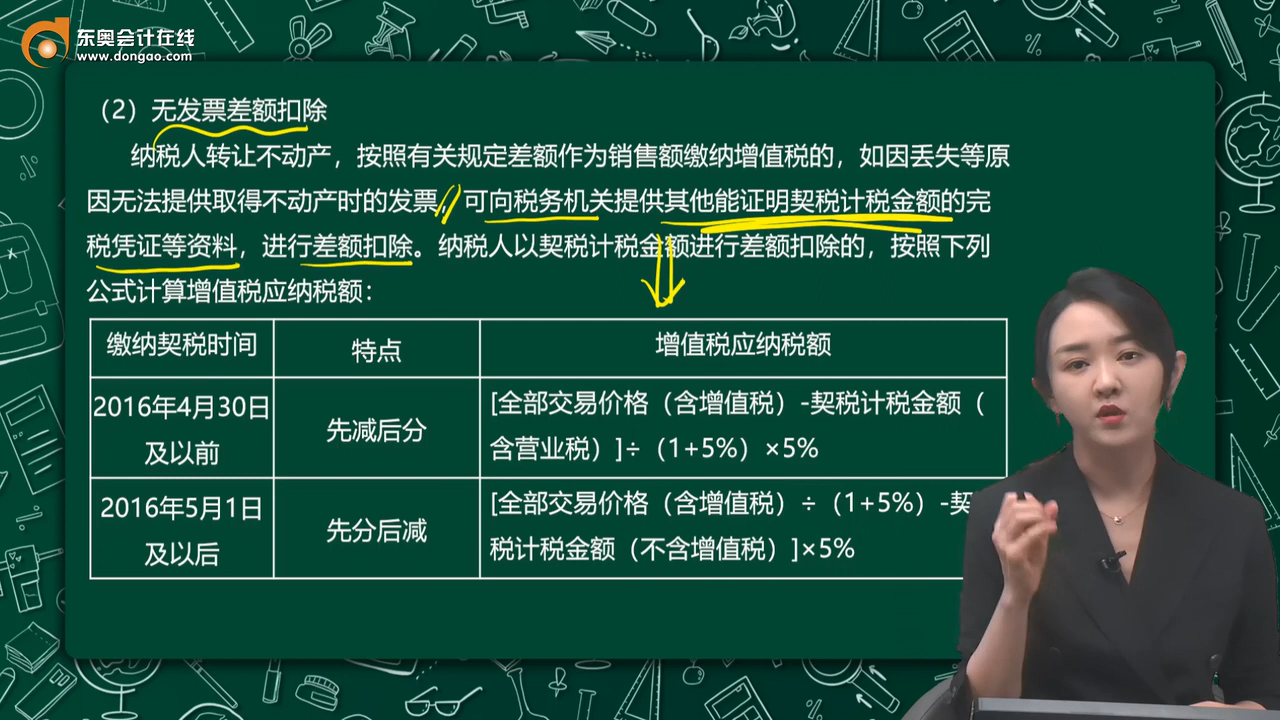 东奥会计在线
www.dongao.com
（2）无发票差额扣除
纳税人转让不动产，按照有关规定差额作为销售额缴纳增值税的，如因丢失等原
因无法提供取得不动产时的发票，可向税务机关提供其他能证明契税计税金额的完
税凭证等资料，进行差额扣除。纳税人以契税计税金额进行差额扣除的，按照下列
公式计算增值税应纳税额：
缴纳契税时间 特点 增值税应纳税额
2016年4月30日
及以前
先减后分
[全部交易价格（含增值税）-契税计税金额（
含营业税）]÷（1+5%）×5%
2016年5月1日
及以后
先分后减
[全部交易价格（含增值税）÷（1+5%）-契
税计税金额（不含增值税）]×5%